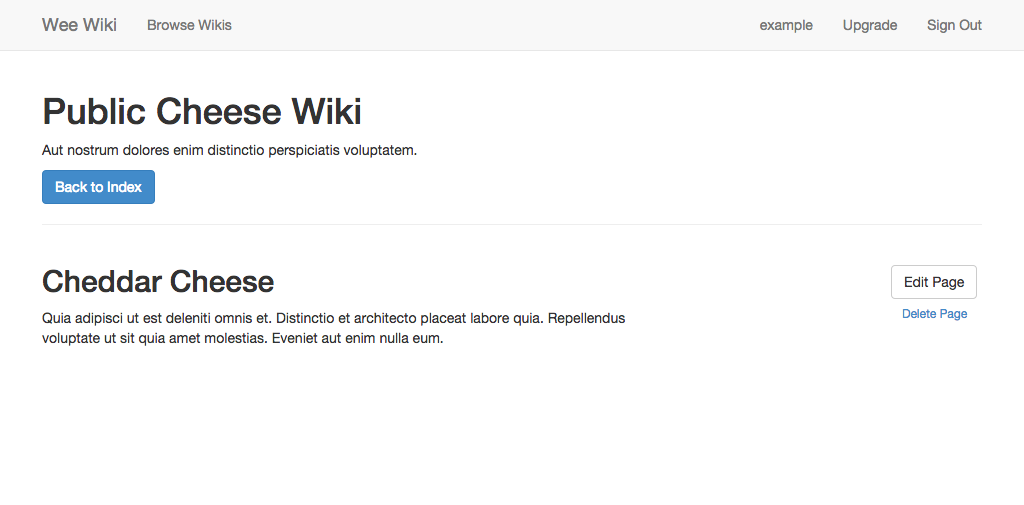 Wee Wiki Browse Wikis example Upgrade Sign Out
Public Cheese Wiki
Aut nostrum dolores enim distinctio perspiciatis voluptatem.
Back to Index
Cheddar Cheese
Edit Page
Quia adipisci ut est deleniti omnis et. Distinctio et architecto placeat labore quia. Repellendus
voluptate ut sit quia amet molestias. Eveniet aut enim nulla eum.
Delete Page